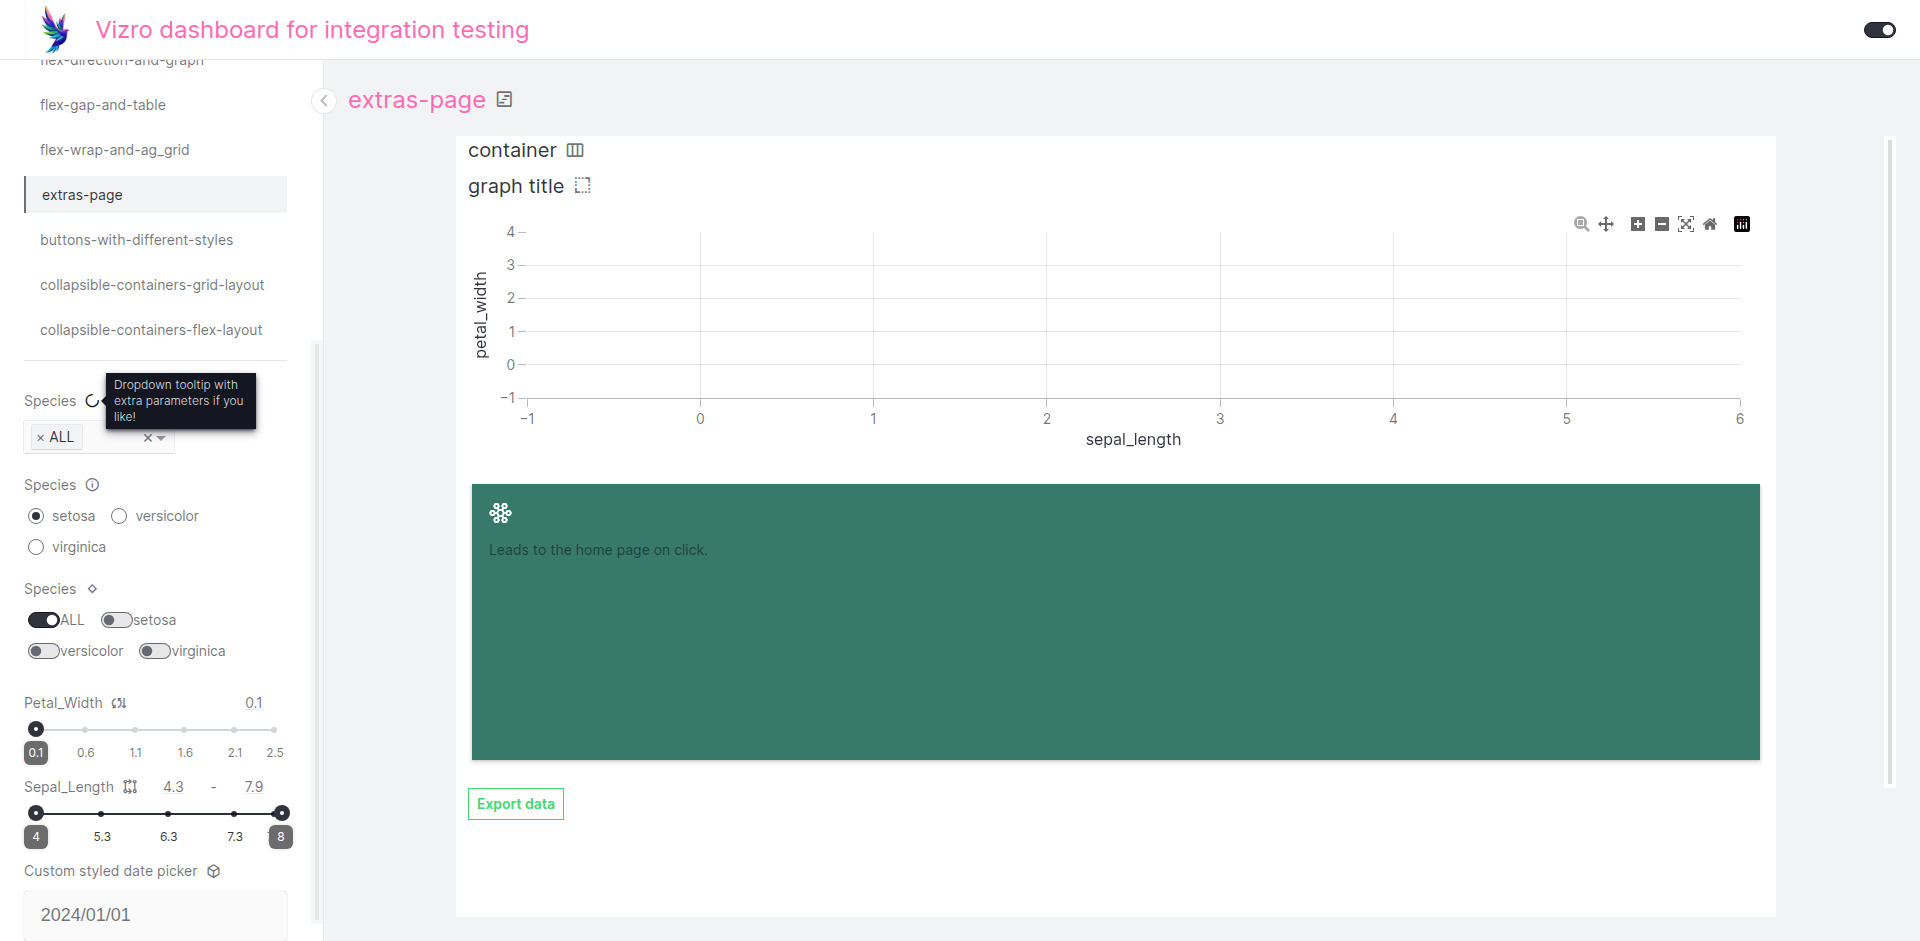 Vizro dashboard for integration testing
flex-direction-and-graph
flex-gap-and-table
flex-wrap-and-ag_grid
extras-page
buttons-with-different-styles
collapsible-containers-grid-layout
collapsible-containers-flex-layout
Species
Dropdown tooltip with
extra parameters if you
like!
× ALL
×
Species
setosa
versicolor
virginica
Species
ALL
setosa
versicolor
virginica
Petal_Width
0.1
0.1
0.6
1.1
1.6
2.1
2.5
Sepal_Length
4.3
-
7.9
4
5.3
6.3
7.3
8
Custom styled date picker
2024/01/01
extras-page
container
graph title
petal_width
4
3
2
1
0
−1
−1
0
1
2
3
4
5
6
sepal_length
Leads to the home page on click.
Export data